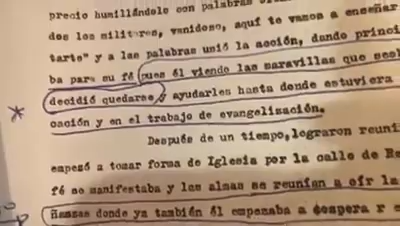 precio humillándole con palabras
dos los militares, vanidoso, aquí te vamos a enseñar
tarte" y a las palabras unió la acción, dando princi
ba para su fé pues él viendo las maravillas que
decidió quedarse y ayudarles hasta donde estuviera
cación y en el trabajo de evangelización.
Después de un tiempo, lograron reuni
empezó a tomar forma de Iglesia por la calle de
fé se manifestaba y las almas se reunían a oír la
donde ya también él empezaba a